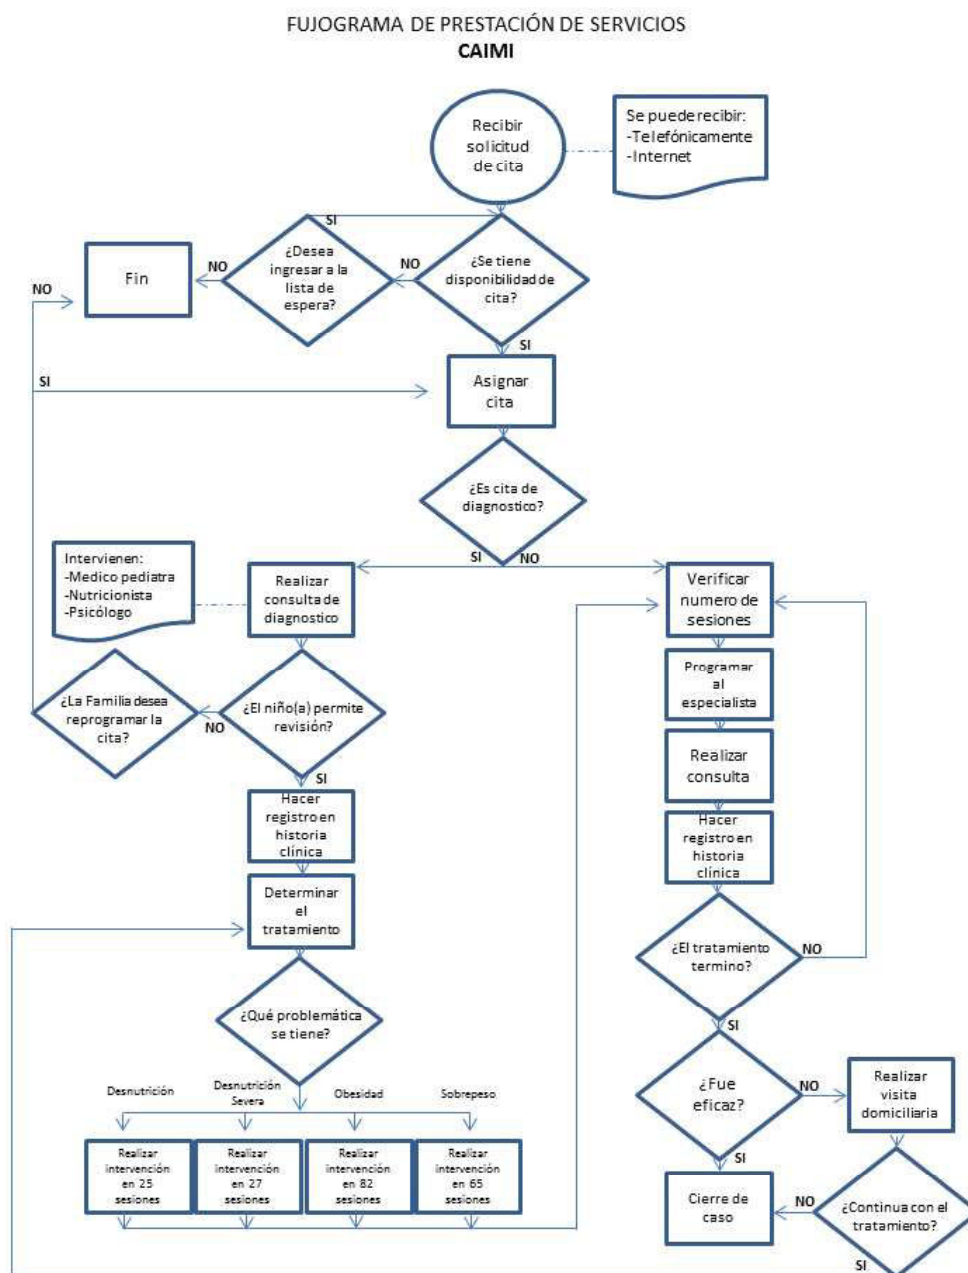 FUJOGRAMA DE PRESTACIÓN DE SERVICIOS
CAIMI
Recibir
solicitud
de cita
Se puede recibir:
-Telefónicamente
-Internet
SI
¿Desea
ingresar a la
lista de
espera?
NO
Fin
NO
¿Se tiene
disponibilidad de
cita?
NO
SI
SI
Asignar
cita
¿Es cita de
diagnostico?
SI
NO
Intervienen:
-Medico pediatra
-Nutricionista
-Psicólogo
Realizar
consulta de
diagnostico
Verificar
numero de
sesiones
¿La Familia desea
reprogramar la
cita?
NO
¿El niño(a) permite
revisión?
SI
Programar
al
especialista
Realizar
consulta
Hacer
registro en
historia
clínica
Hacer
registro en
historia
clínica
Determinar
el
tratamiento
¿El tratamiento
termino?
NO
SI
¿Qué problemática
se tiene?
¿Fue
eficaz?
NO
SI
Realizar
visita
domiciliaria
Desnutrición
Desnutrición
Severa
Obesidad
Sobrepeso
Realizar
intervención
en 25
sesiones
Realizar
intervención
en 27
sesiones
Realizar
intervención
en 82
sesiones
Realizar
intervención
en 65
sesiones
Cierre de
caso
NO
¿Continua con el
tratamiento?
SI